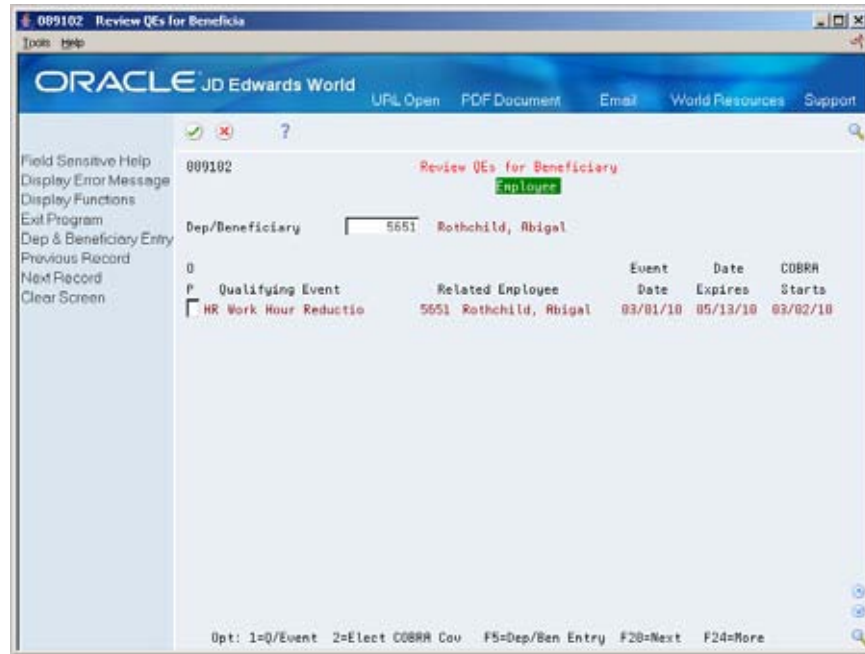 089102 Review QEs for Beneficia
Tools Help
ORACLE JD Edwards World
URL Open PDF Document Email World Resources Support
?
Field Sensitive Help
Display Error Message
Display Functions
Exit Program
Dep & Beneficiary Entry
Previous Record
Next Record
Clear Screen
089102 Review QEs for Beneficiary
Employee
Dep/Beneficiary 5651 Rothchild, Abigal
O Event Date COBRA
P Qualifying Event Related Employee Date Expires Starts
HR Work Hour Reductio 5651 Rothchild, Abigal 03/01/10 05/13/10 03/02/10
Opt: 1=Q/Event 2=Elect COBRA Cov F5=Dep/Ben Entry F20=Next F24=More